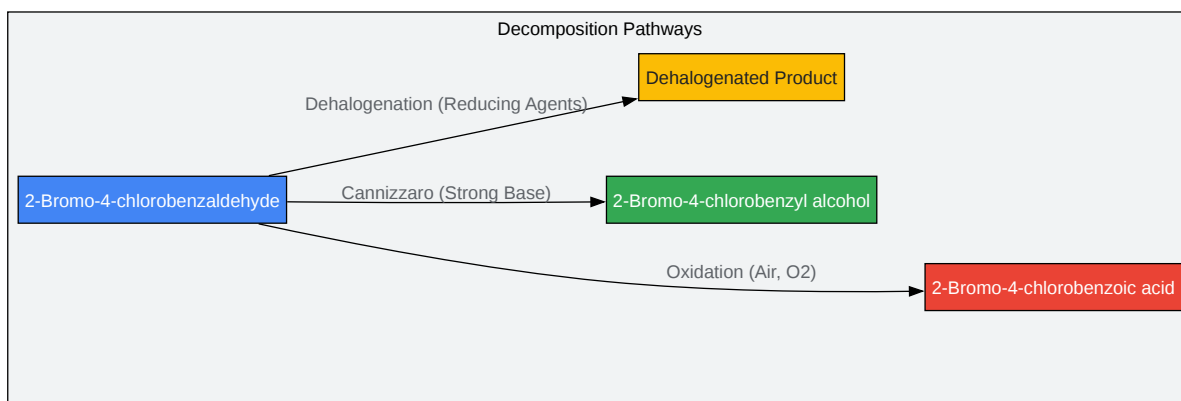 Decomposition Pathways
Dehalogenated Product
Dehalogenation (Reducing Agents)
2-Bromo-4-chlorobenzaldehyde
Cannizzaro (Strong Base)
2-Bromo-4-chlorobenzyl alcohol
Oxidation (Air, O2)
2-Bromo-4-chlorobenzoic acid